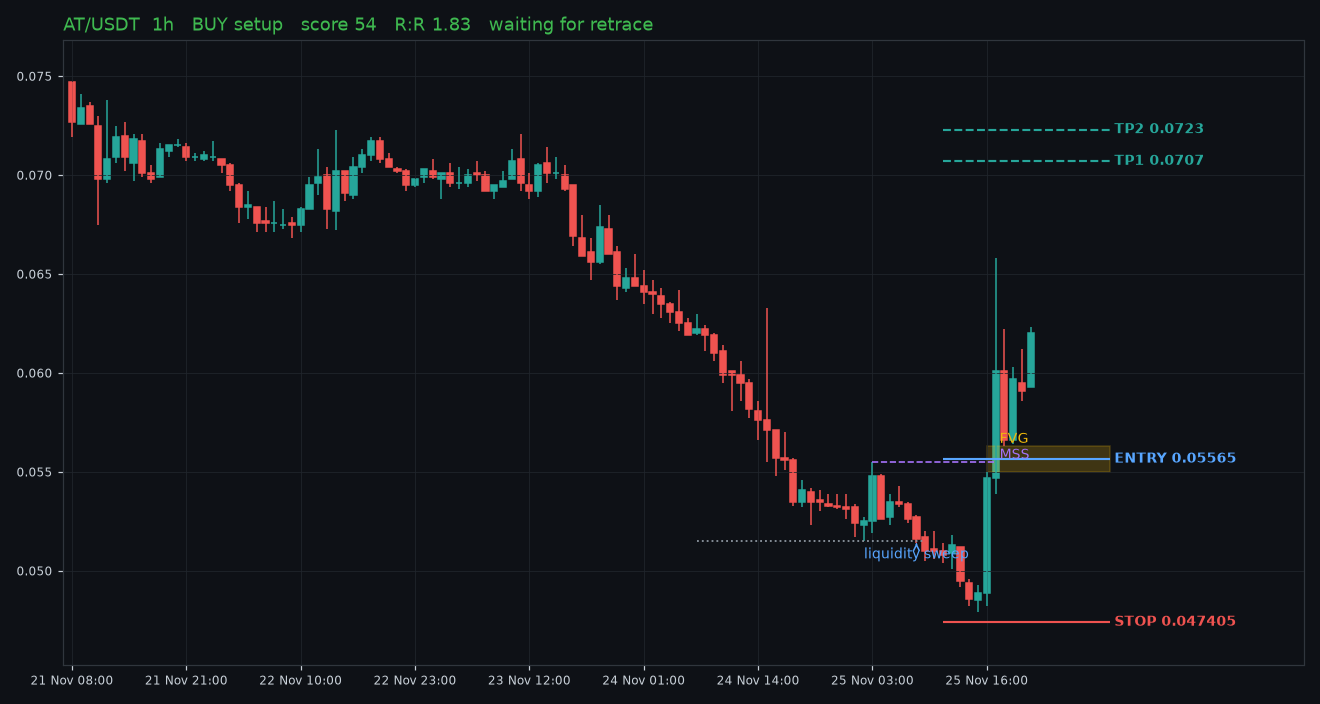 AT/USDT 1h BUY setup score 54 R:R 1.83 waiting for retrace
0.075
0.070
0.065
0.060
0.055
0.050
TP2 0.0723
TP1 0.0707
FVG
MSS
ENTRY 0.05565
liquidity sweep
STOP 0.047405
21 Nov 08:00
21 Nov 21:00
22 Nov 10:00
22 Nov 23:00
23 Nov 12:00
24 Nov 01:00
24 Nov 14:00
25 Nov 03:00
25 Nov 16:00